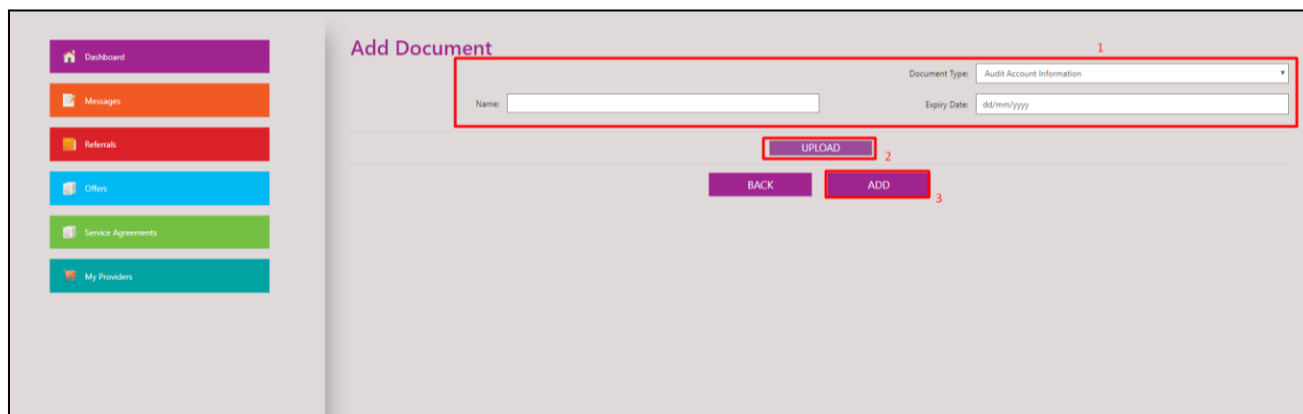 Dashboard
Messages
Referrals
Offers
Service Agreements
My Providers
Add Document
1
Document Type: Audit Account Information
Name: Expiry Date: dd/mm/yyyy
UPLOAD
2
BACK ADD
3